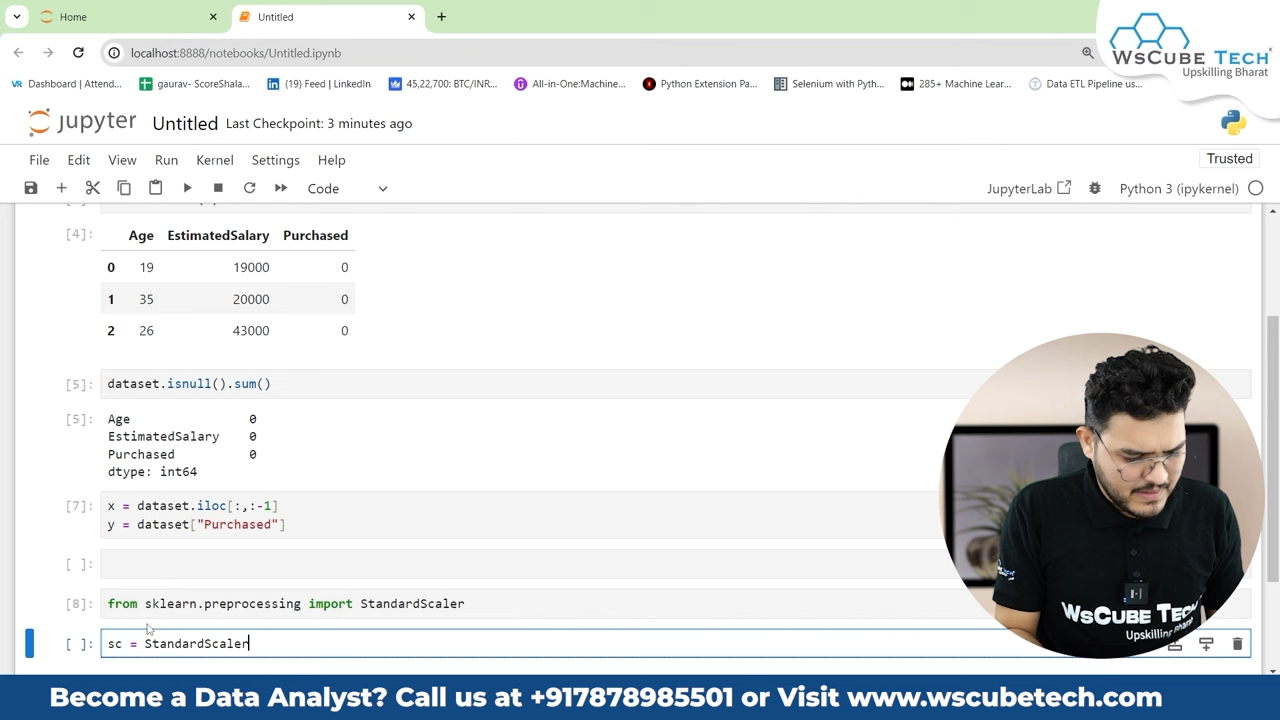 Home
Untitled
localhost:8888/notebooks/Untitled.ipynb
WsCube Tech
Upskilling Bharat
Dashboard | Attend...
gaurav- ScoreShala...
(19) Feed | LinkedIn
45,22,700: BTC/INR...
All-in-One:Machine...
Python Extension Pa...
Selenium with Pyth...
285+ Machine Lear...
Data ETL Pipeline us...
jupyter
Untitled
Last Checkpoint: 3 minutes ago
File Edit View Run Kernel Settings Help
Trusted
Code
JupyterLab
Python 3 (ipykernel)
[4]:
Age EstimatedSalary Purchased
0 19 19000 0
1 35 20000 0
2 26 43000 0
[5]: dataset.isnull().sum()
[5]: Age 0
EstimatedSalary 0
Purchased 0
dtype: int64
[7]: x = dataset.iloc[:,:-1]
y = dataset["Purchased"]
[ ]:
[8]: from sklearn.preprocessing import StandardScaler
[ ]: sc = StandardScaler
WsCube Tech
Upskilling Bharat
Become a Data Analyst? Call us at +917878985501 or Visit www.wscubetech.com